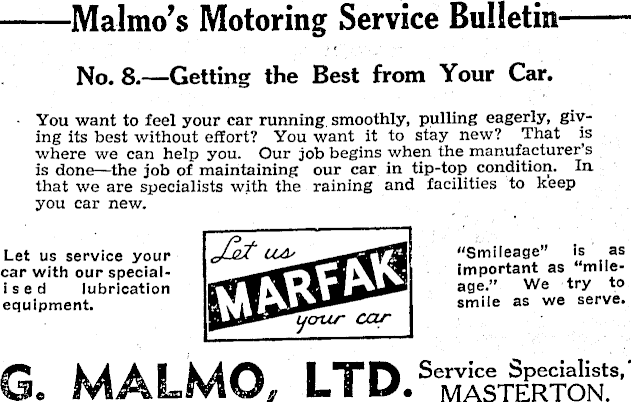 Malmo's Motoring Service Bulletin
No. 8.—Getting the Best from Your Car.
You want to feel your car running smoothly, pulling eagerly, giv-
ing its best without effort? You want it to stay new? That is
where we can help you. Our job begins when the manufacturer's
is done—the job of maintaining our car in tip-top condition. In
that we are specialists with the raining and facilities to keep
you car new.
Let us service your
car with our special-
ised lubrication
equipment.
Let us
MARFAK
your car
"Smileage" is as
important as "mile-
age." We try to
smile as we serve.
G. MALMO, LTD.
Service Specialists,
MASTERTON.